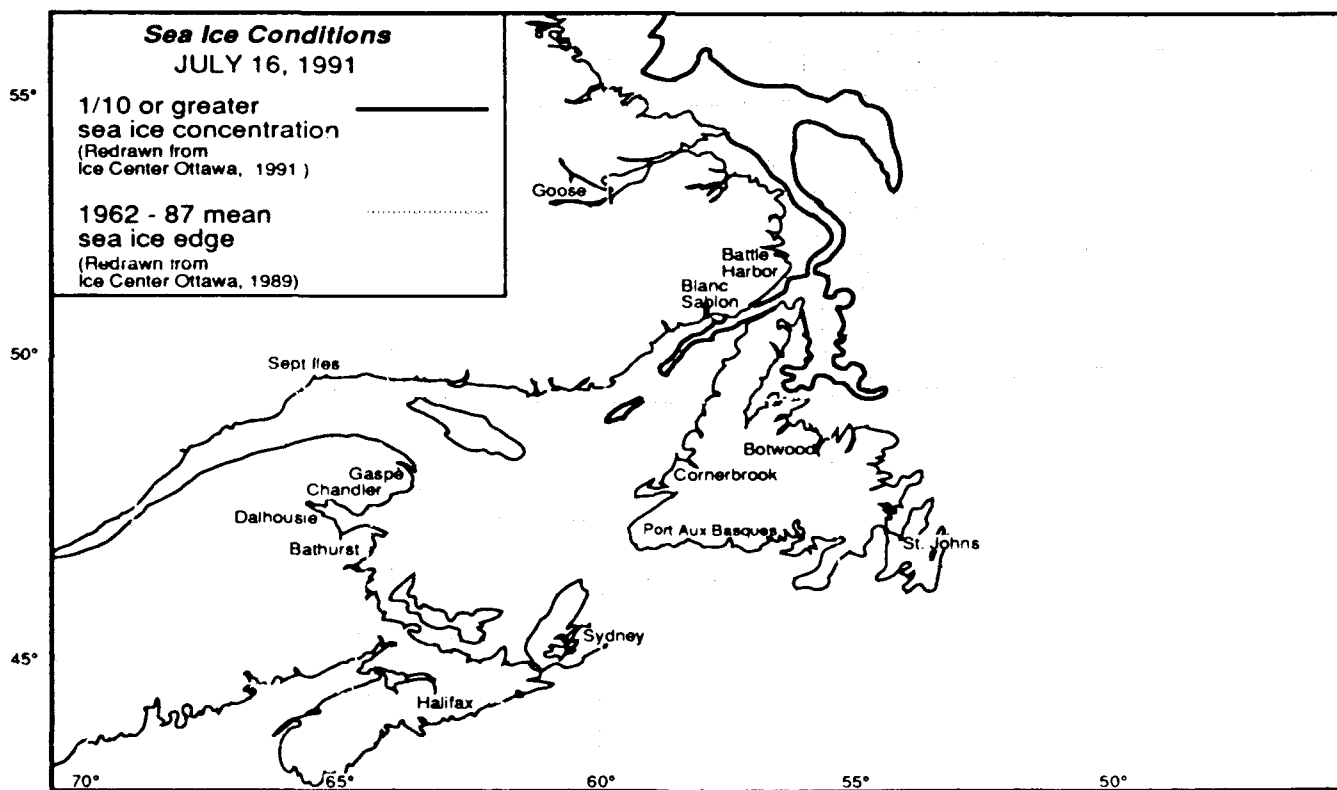 Sea Ice Conditions
JULY 16, 1991
1/10 or greater
sea ice concentration
(Redrawn from
Ice Center Ottawa, 1991 )
1962 - 87 mean
sea ice edge
(Redrawn from
Ice Center Ottawa, 1989)
55°
Goose
Battle
Harbor
Blanc
Sablon
50°
Sept Iles
Botwood
Cornerbrook
Gaspe
Chandler
Dalhousie
Port Aux Basques
Bathurst
St. Johns
Sydney
45°
Halifax
70°
65°
60°
55°
50°